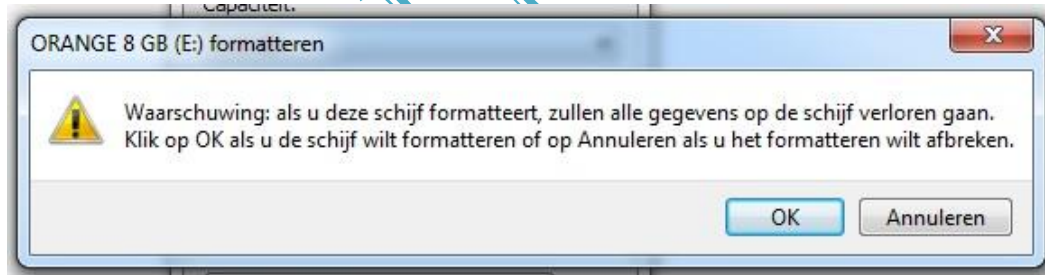 Capaciteit:
ORANGE 8 GB (E:) formatteren
Waarschuwing: als u deze schijf formatteert, zullen alle gegevens op de schijf verloren gaan.
Klik op OK als u de schijf wilt formatteren of op Annuleren als u het formatteren wilt afbreken.
OK
Annuleren